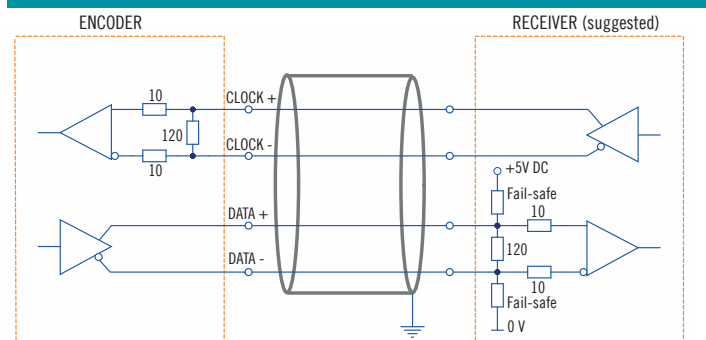 ENCODER
RECEIVER (suggested)
10
CLOCK +
120
CLOCK -
10
+5V DC
Fail-safe
10
DATA +
120
DATA -
10
Fail-safe
0 V